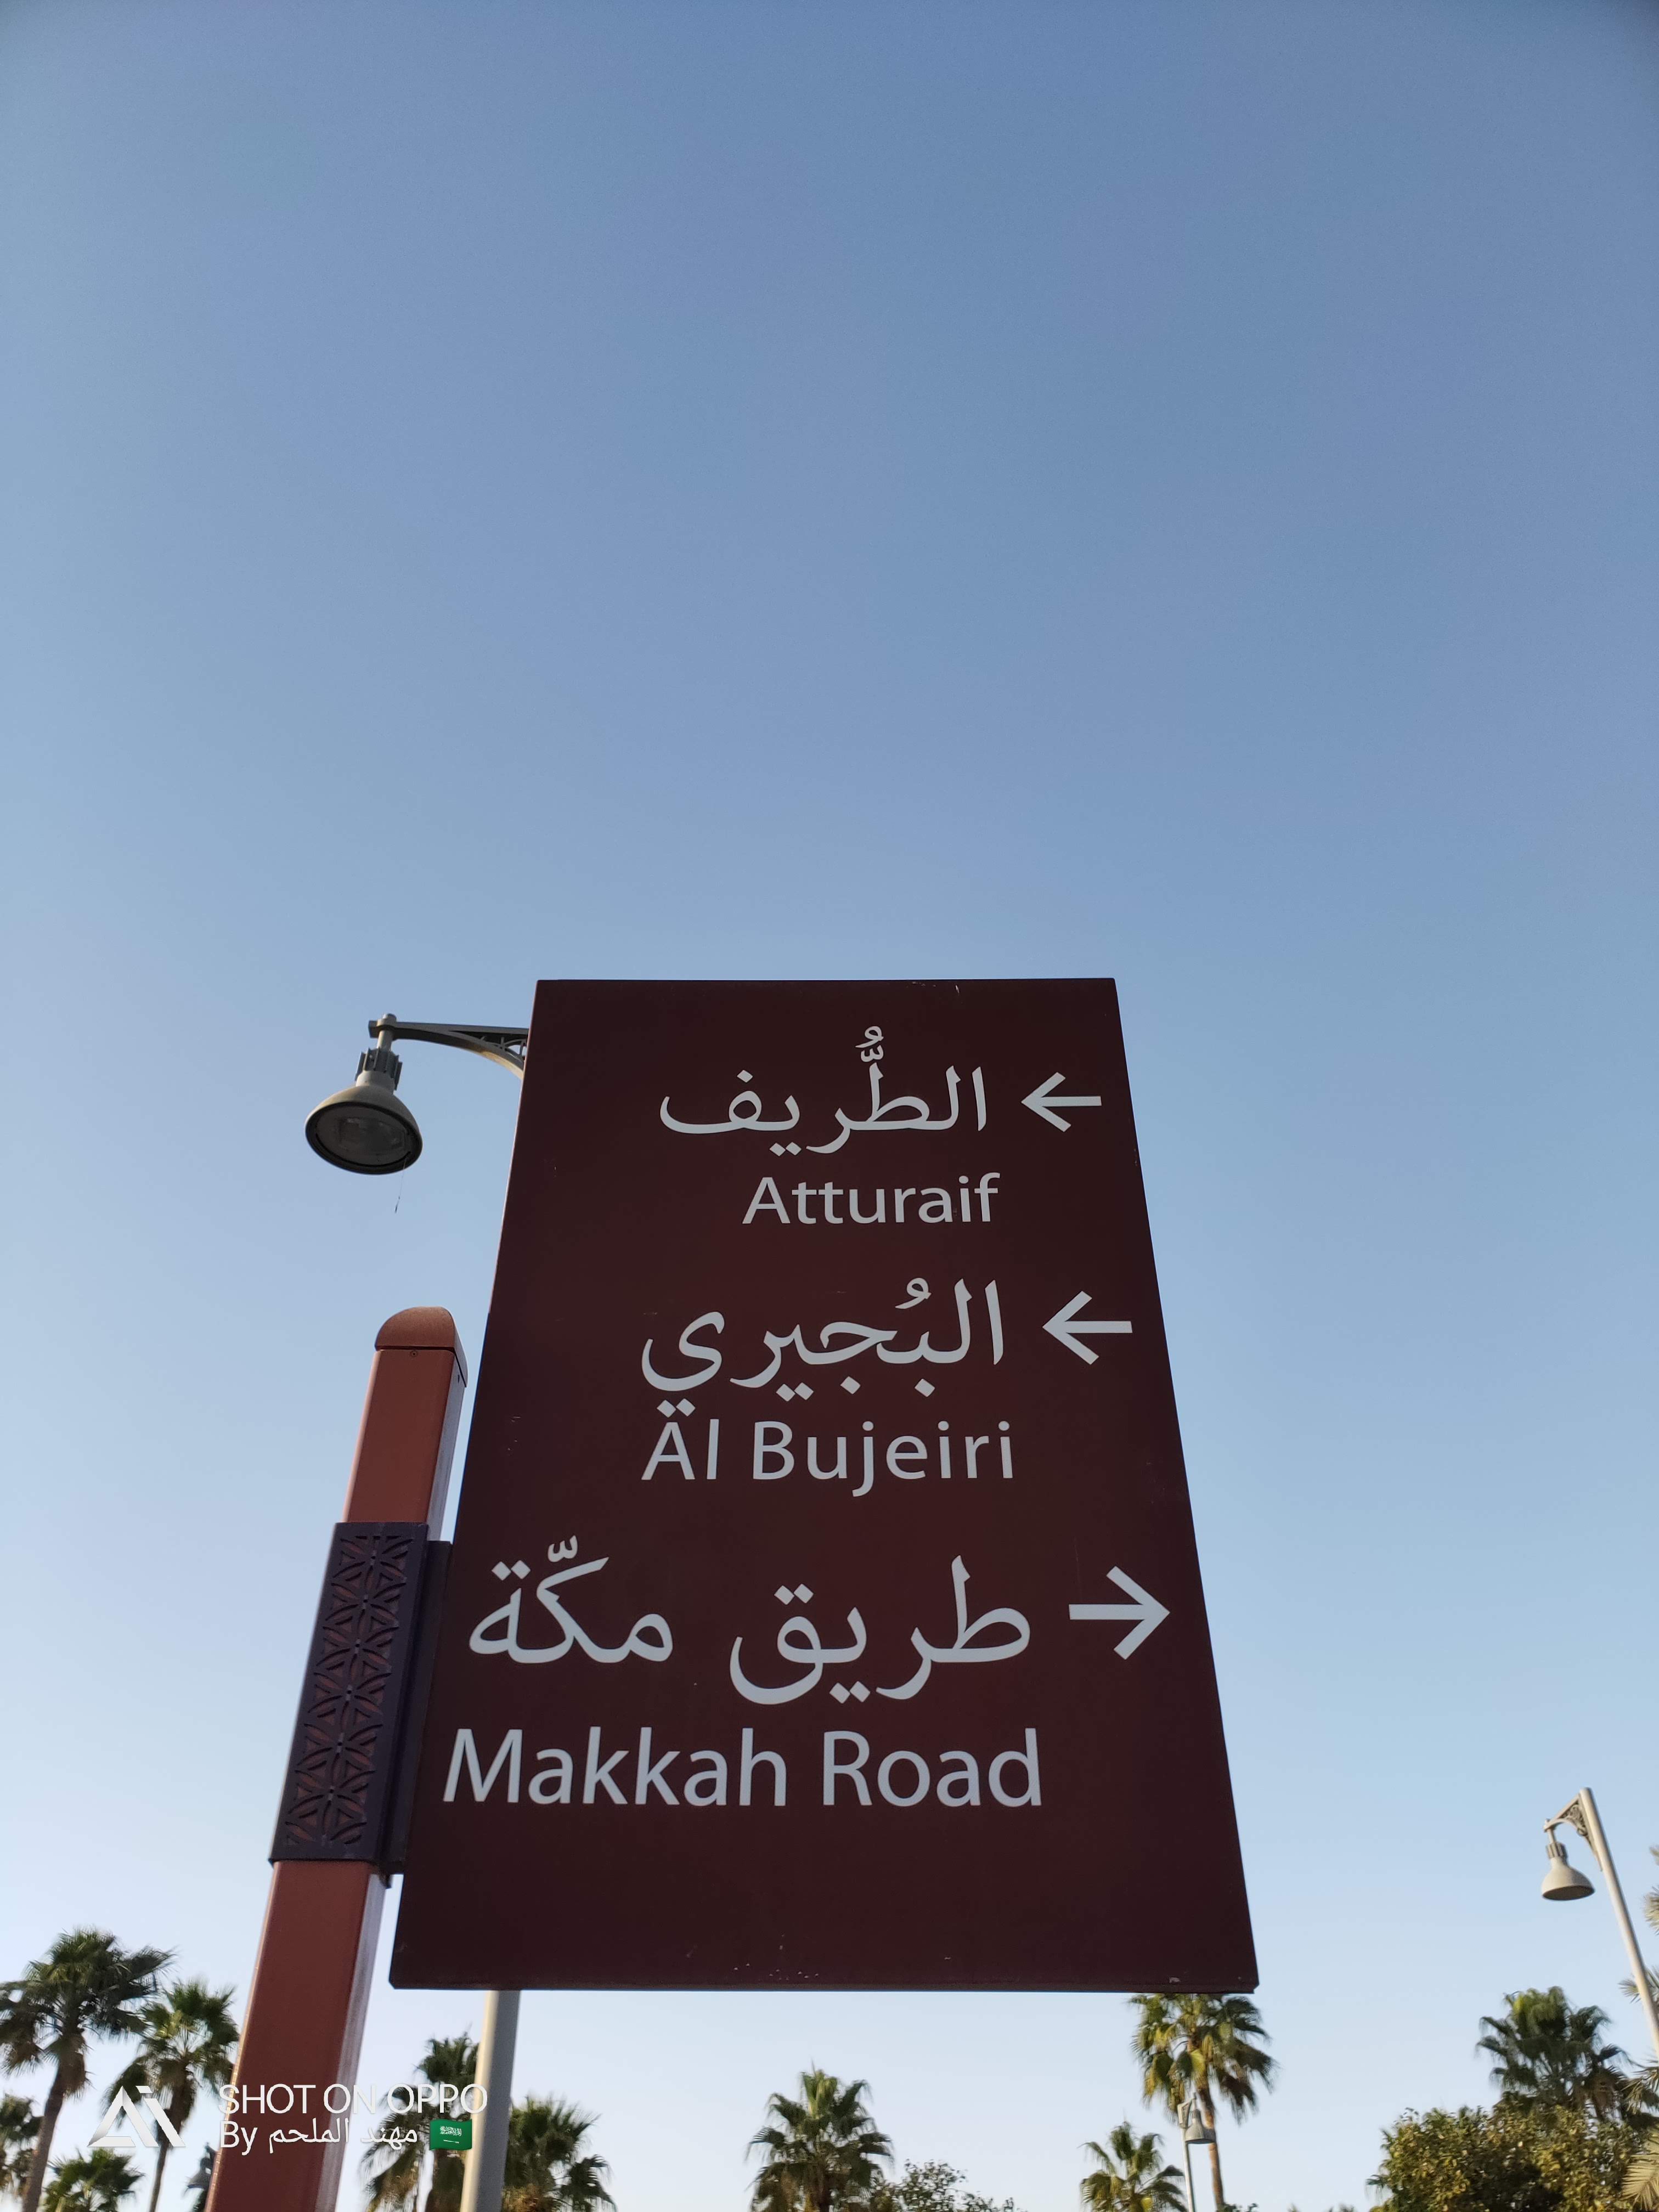 ← الطُّريف
Atturaif
← البُجيري
Al Bujeiri
→ طريق مكّة
Makkah Road
SHOT ON OPPO
By مهند الملحم 🇸🇦